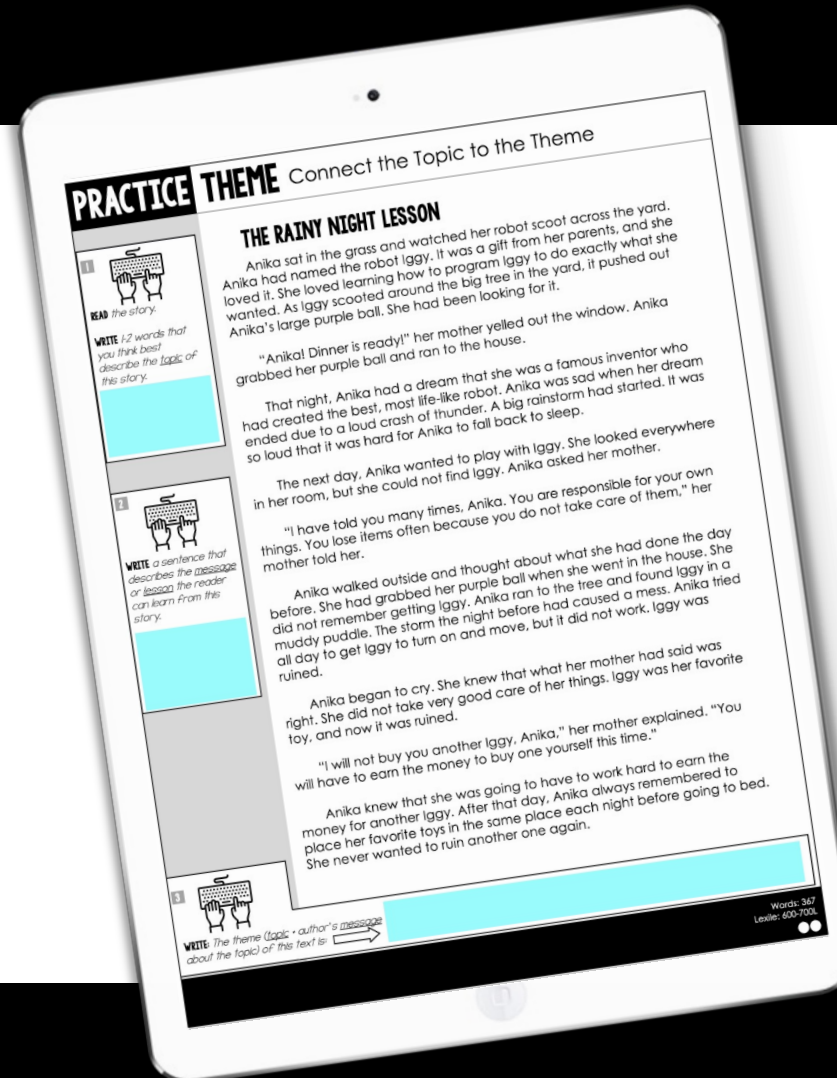 PRACTICE THEME Connect the Topic to the Theme
THE RAINY NIGHT LESSON
Anika sat in the grass and watched her robot scoot across the yard.
Anika had named the robot Iggy. It was a gift from her parents, and she
loved it. She loved learning how to program Iggy to do exactly what she
wanted. As Iggy scooted around the big tree in the yard, it pushed out
Anika's large purple ball. She had been looking for it.
"Anika! Dinner is ready!" her mother yelled out the window. Anika
grabbed her purple ball and ran to the house.
That night, Anika had a dream that she was a famous inventor who
had created the best, most life-like robot. Anika was sad when her dream
ended due to a loud crash of thunder. A big rainstorm had started. It was
so loud that it was hard for Anika to fall back to sleep.
The next day, Anika wanted to play with Iggy. She looked everywhere
in her room, but she could not find Iggy. Anika asked her mother.
"I have told you many times, Anika. You are responsible for your own
things. You lose items often because you do not take care of them," her
mother told her.
Anika walked outside and thought about what she had done the day
before. She had grabbed her purple ball when she went in the house. She
did not remember getting Iggy. Anika ran to the tree and found Iggy in a
muddy puddle. The storm the night before had caused a mess. Anika tried
all day to get Iggy to turn on and move, but it did not work. Iggy was
ruined.
Anika began to cry. She knew that what her mother had said was
right. She did not take very good care of her things. Iggy was her favorite
toy, and now it was ruined.
"I will not buy you another Iggy, Anika," her mother explained. "You
will have to earn the money to buy one yourself this time."
Anika knew that she was going to have to work hard to earn the
money for another Iggy. After that day, Anika always remembered to
place her favorite toys in the same place each night before going to bed.
She never wanted to ruin another one again.
1
READ the story.
WRITE 1-2 words that
you think best
describe the topic of
this story.
2
WRITE a sentence that
describes the message
or lesson the reader
can learn from this
story.
3
WRITE: The theme (topic + author's message
about the topic) of this text is:
Words: 367
Lexile: 600-700L